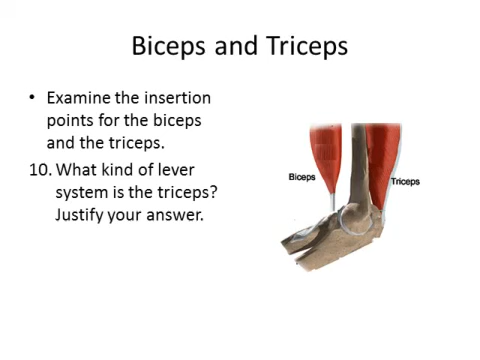 Biceps and Triceps
• Examine the insertion
points for the biceps
and the triceps.
10. What kind of lever
system is the triceps?
Justify your answer.
Biceps
Triceps